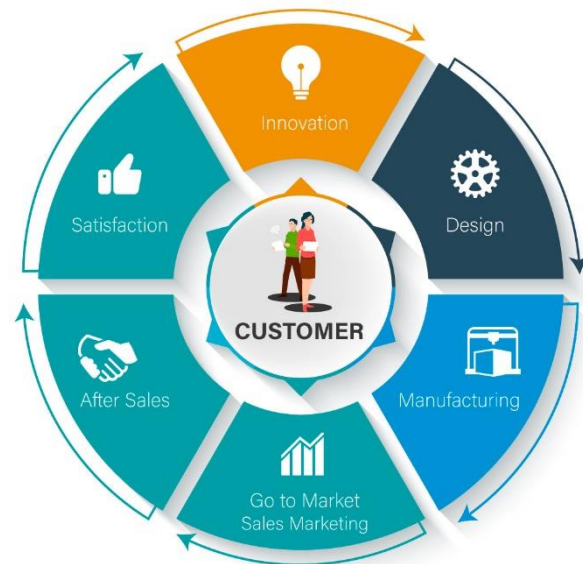 Innovation
Design
Manufacturing
Go to Market
Sales Marketing
After Sales
Satisfaction
CUSTOMER